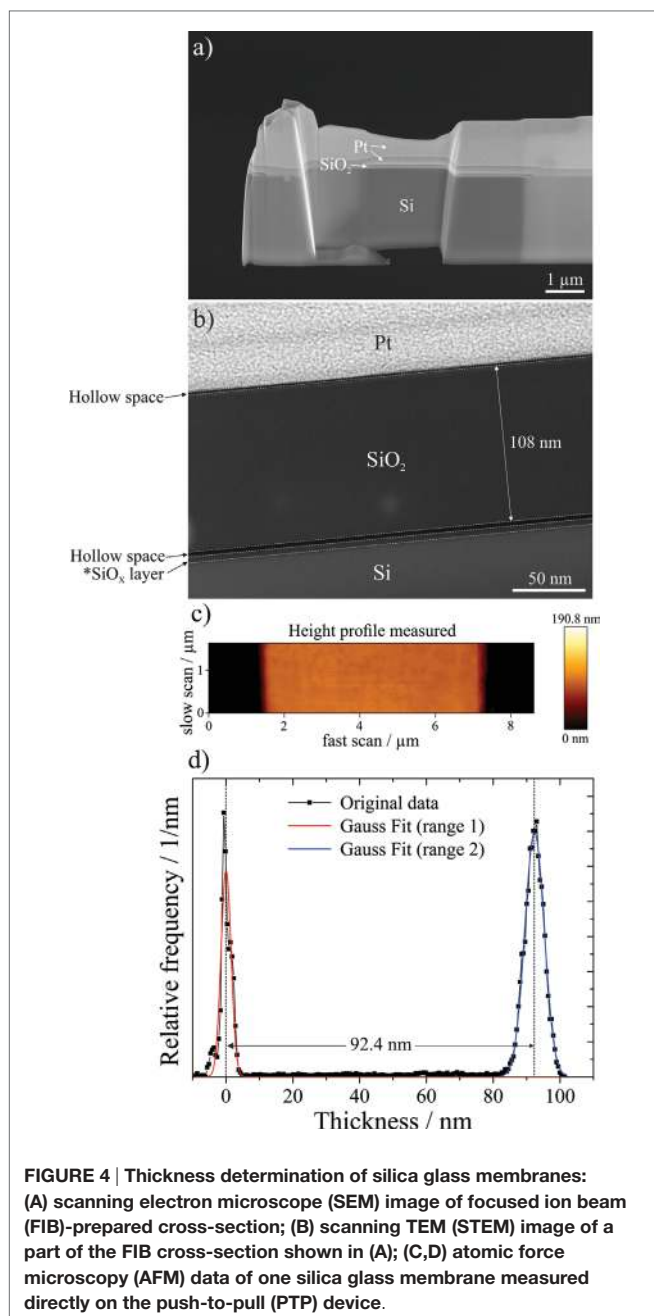 a)
Pt
SiO₂
Si
1 µm
b)
Pt
Hollow space
108 nm
SiO₂
Hollow space
*SiOₓ layer
Si
50 nm
c)
Height profile measured
190.8 nm
slow scan / µm
1
0
0 2 4 6 8
fast scan / µm
0 nm
d)
Original data
Gauss Fit (range 1)
Gauss Fit (range 2)
Relative frequency / 1/nm
92.4 nm
0 20 40 60 80 100
Thickness / nm
FIGURE 4 | Thickness determination of silica glass membranes:
(A) scanning electron microscope (SEM) image of focused ion beam
(FIB)-prepared cross-section; (B) scanning TEM (STEM) image of a
part of the FIB cross-section shown in (A); (C,D) atomic force
microscopy (AFM) data of one silica glass membrane measured
directly on the push-to-pull (PTP) device.